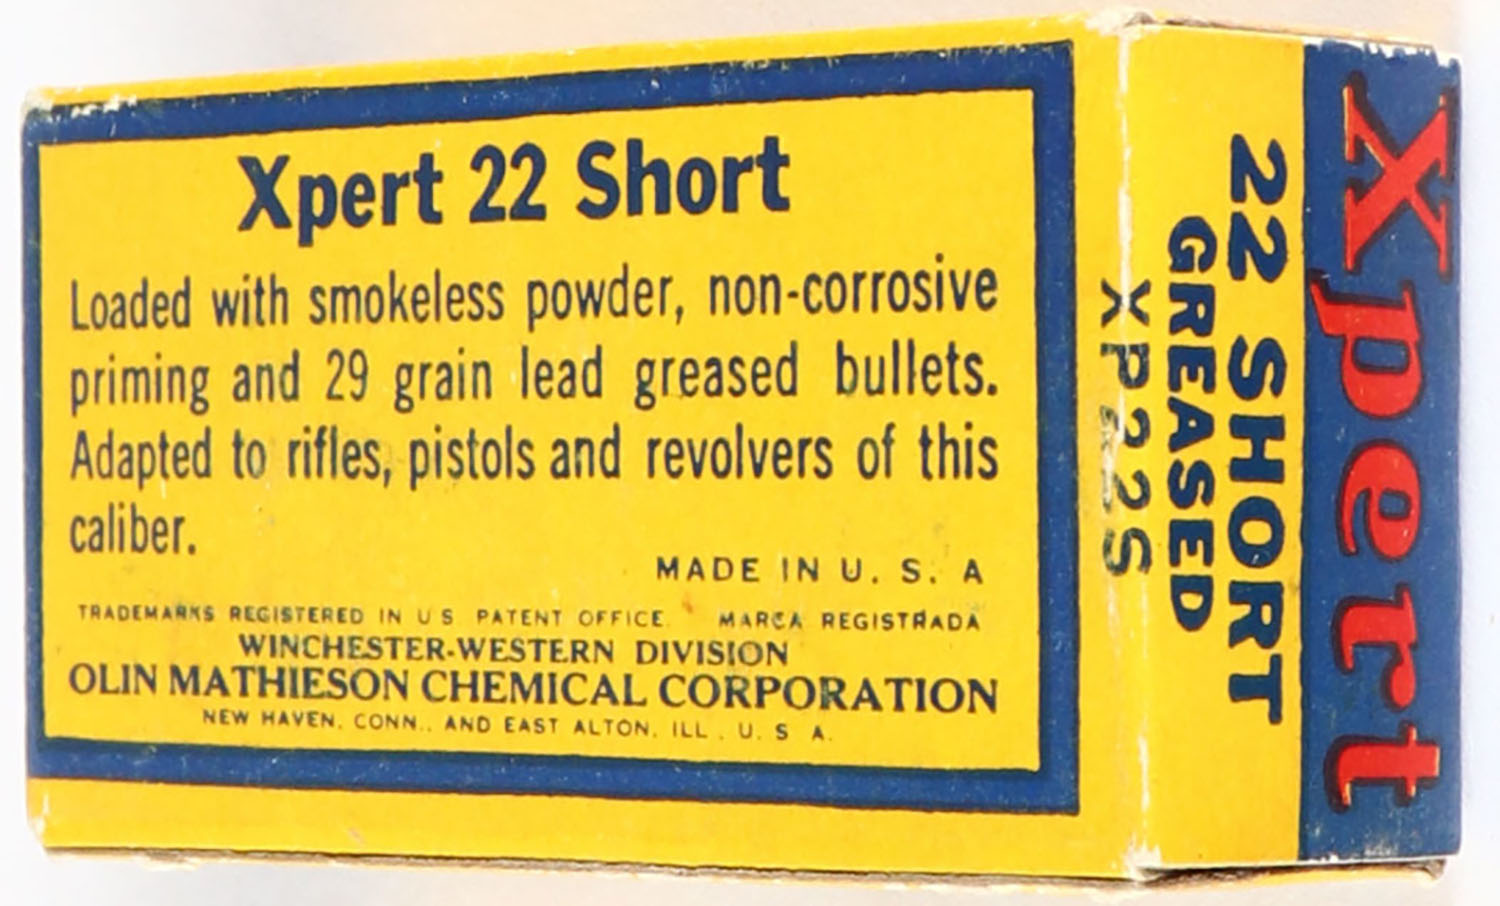 Xpert 22 Short
Loaded with smokeless powder, non-corrosive
priming and 29 grain lead greased bullets.
Adapted to rifles, pistols and revolvers of this
caliber.
MADE IN U. S. A
TRADEMARKS REGISTERED IN U S PATENT OFFICE. MARCA REGISTRADA
WINCHESTER-WESTERN DIVISION
OLIN MATHIESON CHEMICAL CORPORATION
NEW HAVEN, CONN., AND EAST ALTON, ILL., U. S. A.
Xpert
22 SHORT
GREASED
XP22S